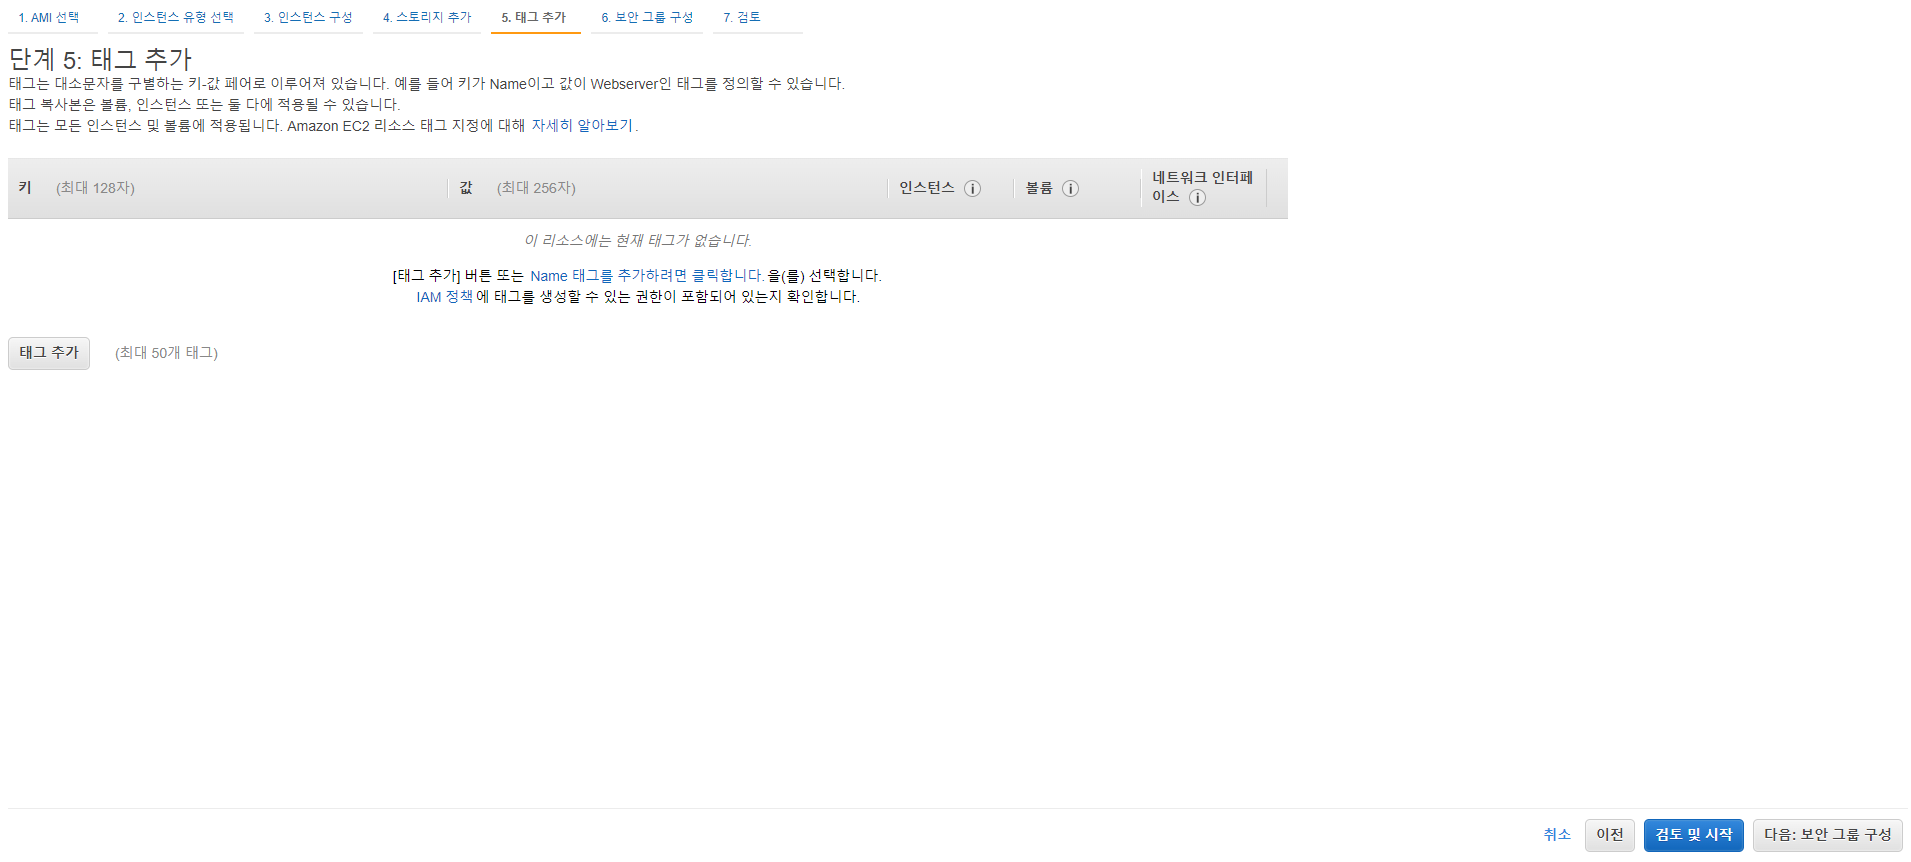 1. AMI 선택 2. 인스턴스 유형 선택 3. 인스턴스 구성 4. 스토리지 추가 5. 태그 추가 6. 보안 그룹 구성 7. 검토
단계 5: 태그 추가
태그는 대소문자를 구별하는 키-값 페어로 이루어져 있습니다. 예를 들어 키가 Name이고 값이 Webserver인 태그를 정의할 수 있습니다.
태그 복사본은 볼륨, 인스턴스 또는 둘 다에 적용될 수 있습니다.
태그는 모든 인스턴스 및 볼륨에 적용됩니다. Amazon EC2 리소스 태그 지정에 대해 자세히 알아보기.
키 (최대 128자) 값 (최대 256자) 인스턴스 볼륨 네트워크 인터페
이스
이 리소스에는 현재 태그가 없습니다.
[태그 추가] 버튼 또는 Name 태그를 추가하려면 클릭합니다.을(를) 선택합니다.
IAM 정책에 태그를 생성할 수 있는 권한이 포함되어 있는지 확인합니다.
태그 추가 (최대 50개 태그)
취소 이전 검토 및 시작 다음: 보안 그룹 구성